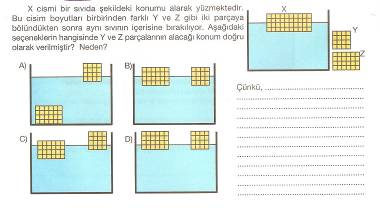 X cismi bir sıvıda şekildeki konumu alarak yüzmektedir.
Bu cisim boyutları birbirinden farklı Y ve Z gibi iki parçaya
bölündükten sonra aynı sıvının içerisine bırakılıyor. Aşağıdaki
seçeneklerin hangisinde Y ve Z parçalarının alacağı konum doğru
olarak verilmiştir? Neden?
X
Y
Z
A)
B)
Çünkü, ..................................
C)
D)